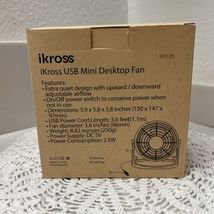 ikross
KPC35
iKross USB Mini Desktop Fan
Features:
• Extra quiet design with upward / downward
adjustable airflow
• On/Off power switch to conserve power when
not in use
• Dimensions: 5.9 x 5.8 x 3.8 inches (150 x 147 x
97mm)
• USB Power Cord Length: 3.6 feet(1.1m)
• Fan diameter: 3.8 inches(96mm)
• Weight: 8.82 ounces (250g)
• Power Supply: DC 5V
• Power Consumption: 2.5W
RoHS CE